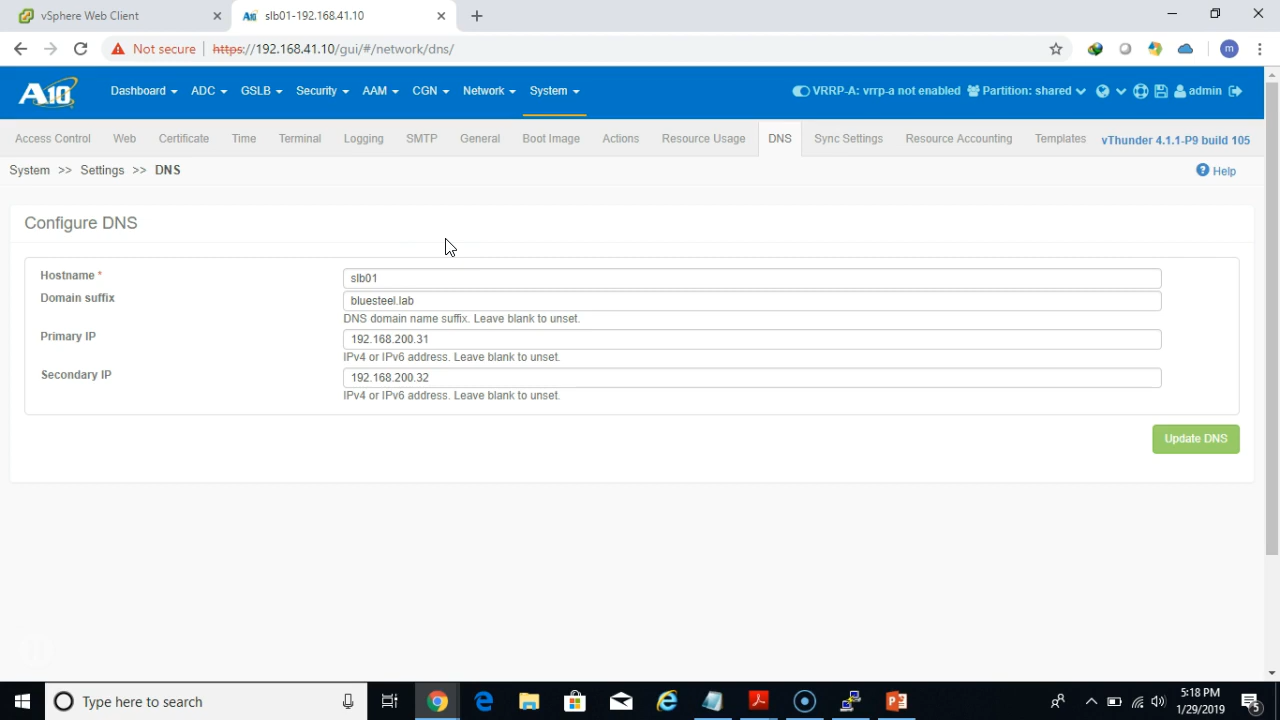 vSphere Web Client
A10 slb01-192.168.41.10
Not secure https://192.168.41.10/gui/#/network/dns/
m
A10 Dashboard ADC GSLB Security AAM CGN Network System VRRP-A: vrrp-a not enabled Partition: shared admin
Access Control Web Certificate Time Terminal Logging SMTP General Boot Image Actions Resource Usage DNS Sync Settings Resource Accounting Templates vThunder 4.1.1-P9 build 105
System >> Settings >> DNS Help
Configure DNS
Hostname * slb01
Domain suffix bluesteel.lab
DNS domain name suffix. Leave blank to unset.
Primary IP 192.168.200.31
IPv4 or IPv6 address. Leave blank to unset.
Secondary IP 192.168.200.32
IPv4 or IPv6 address. Leave blank to unset.
Update DNS
Type here to search
5:18 PM
1/29/2019
5